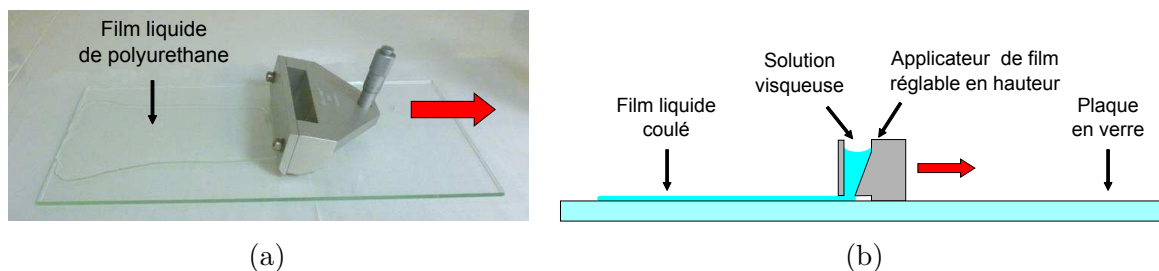 Film liquide
de polyurethane
Solution
visqueuse
Applicateur de film
réglable en hauteur
Film liquide
coulé
Plaque
en verre
(a)
(b)